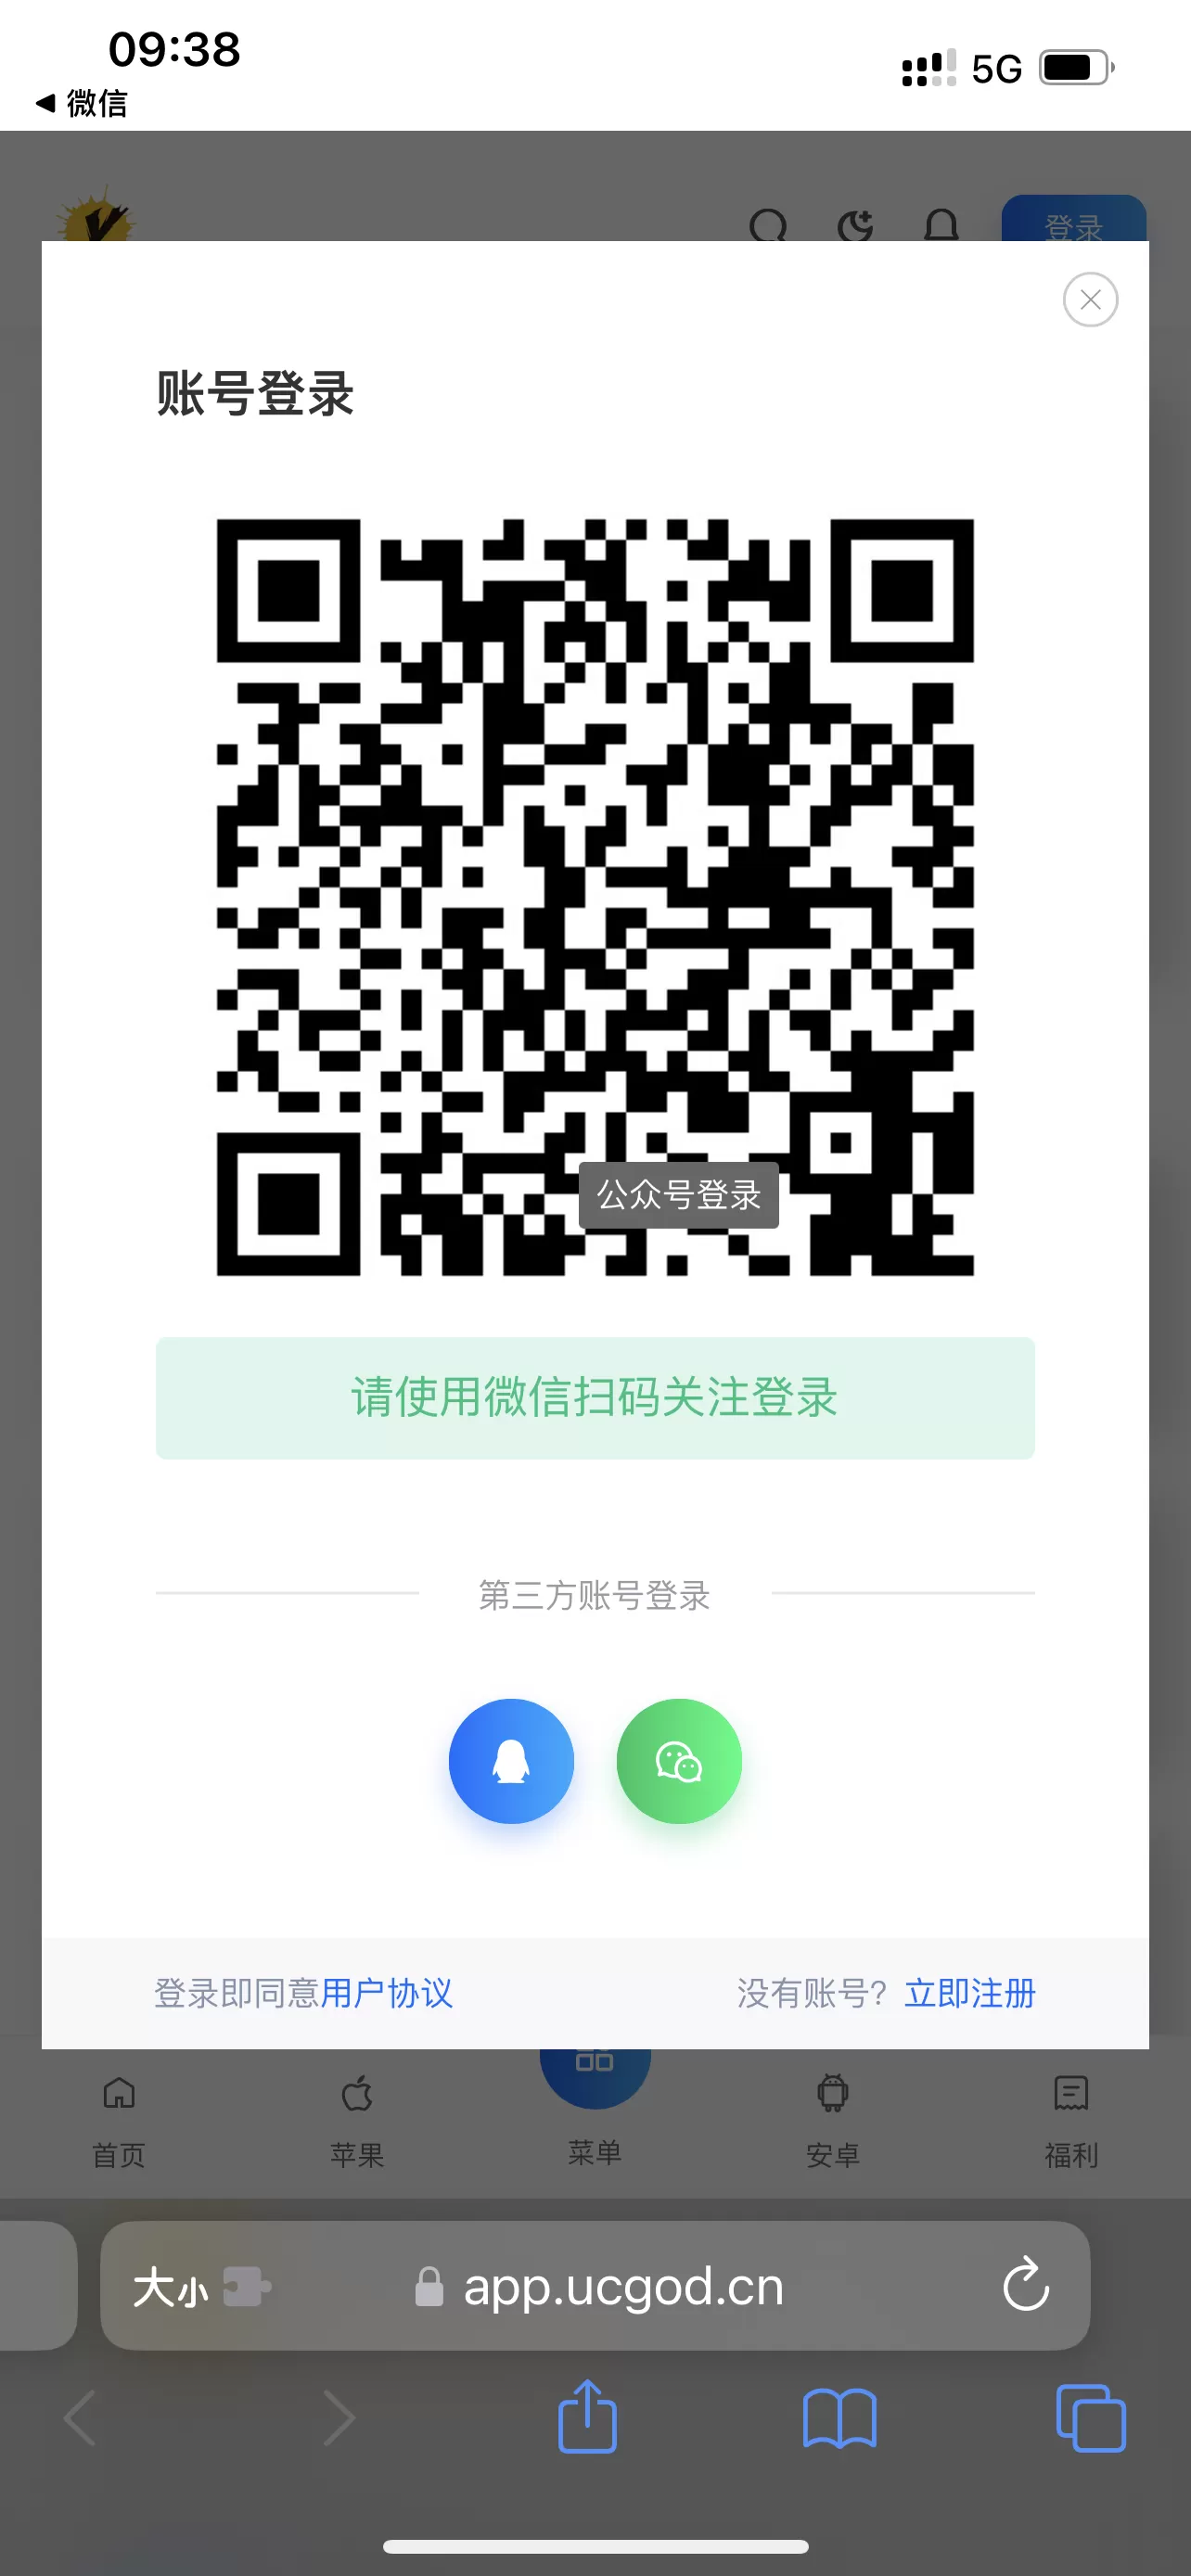 09:38
5G
微信
登录
账号登录
公众号登录
请使用微信扫码关注登录
第三方账号登录
登录即同意用户协议
没有账号? 立即注册
首页
苹果
菜单
安卓
福利
大小
app.ucgod.cn